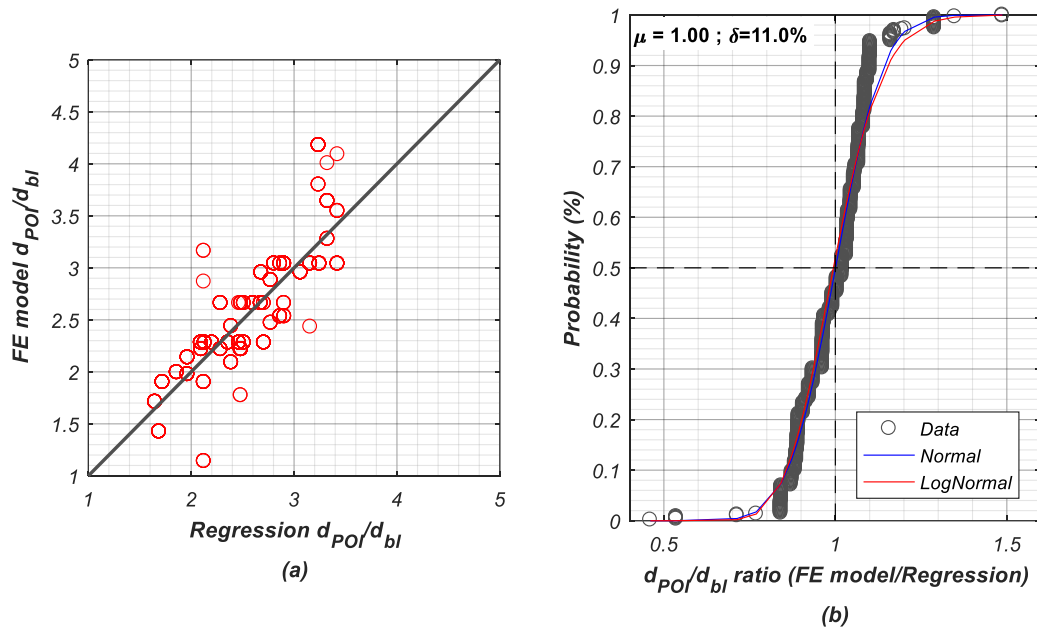 5
4.5
4
3.5
3
2.5
2
1.5
1
1 2 3 4 5
FE model d_POI/d_bl
Regression d_POI/d_bl
(a)
μ = 1.00 ; δ=11.0%
1
0.9
0.8
0.7
0.6
0.5
0.4
0.3
0.2
0.1
0
0.5 1 1.5
Probability (%)
Data
Normal
LogNormal
d_POI/d_bl ratio (FE model/Regression)
(b)